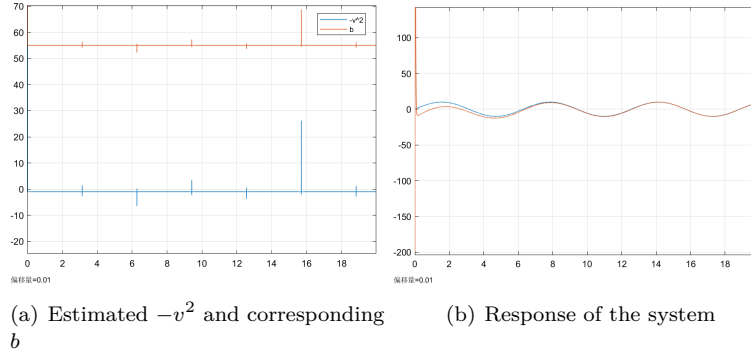 70
60
50
40
30
20
10
0
-10
-20
0 2 4 6 8 10 12 14 16 18
-v^2
b
偏移量=0.01
100
50
0
-50
-100
-150
-200
0 2 4 6 8 10 12 14 16 18
偏移量=0.01
(a) Estimated −v² and corresponding
b
(b) Response of the system